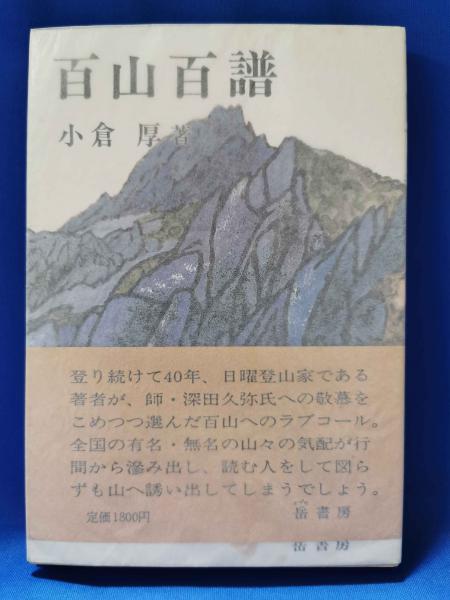 百山百譜
小倉 厚 著
登り続けて40年、日曜登山家である
著者が、師・深田久弥氏への敬慕を
こめつつ選んだ百山へのラブコール。
全国の有名・無名の山々の気配が行
間から滲み出し、読む人をして図ら
ずも山へ誘い出してしまうでしょう。
定価1800円
岳書房
岳書房